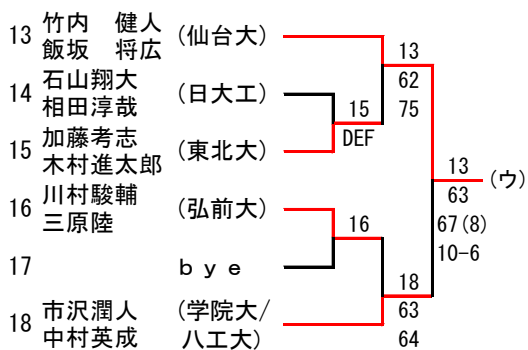 13 竹内　健人 (仙台大)
飯坂　将広
14 石山翔大 (日大工)
相田淳哉
15 加藤考志 (東北大)
木村進太郎
16 川村駿輔 (弘前大)
三原陸
17 ｂｙｅ
18 市沢潤人 (学院大/
中村英成 八工大)
15
DEF
16
13
62
75
18
63
64
13
63
67(8)
10-6
(ウ)